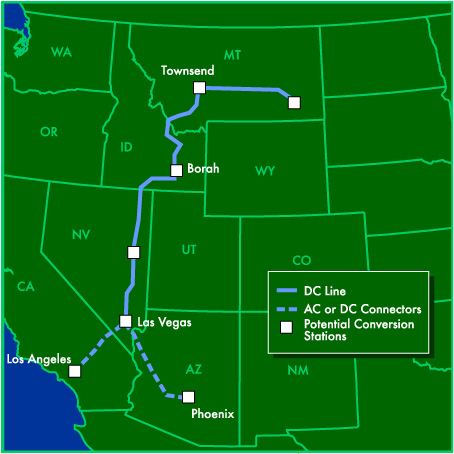 WA
MT
Townsend
OR
ID
Borah
WY
NV
UT
CO
CA
DC Line
AC or DC Connectors
Potential Conversion
Stations
Las Vegas
Los Angeles
AZ
NM
Phoenix